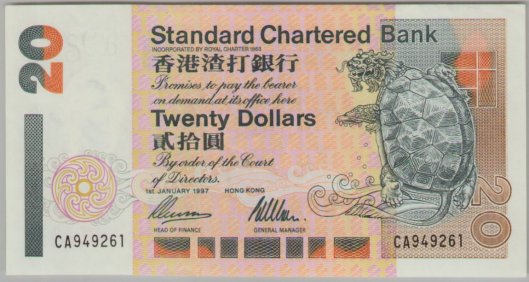 20
Standard Chartered Bank
INCORPORATED BY ROYAL CHARTER 1853
香港渣打銀行
Promises to pay the bearer
on demand at its office here
Twenty Dollars
貳拾圓
By order of the Court
of Directors.
1st JANUARY 1997 HONG KONG
HEAD OF FINANCE GENERAL MANAGER
CA949261 CA949261
20